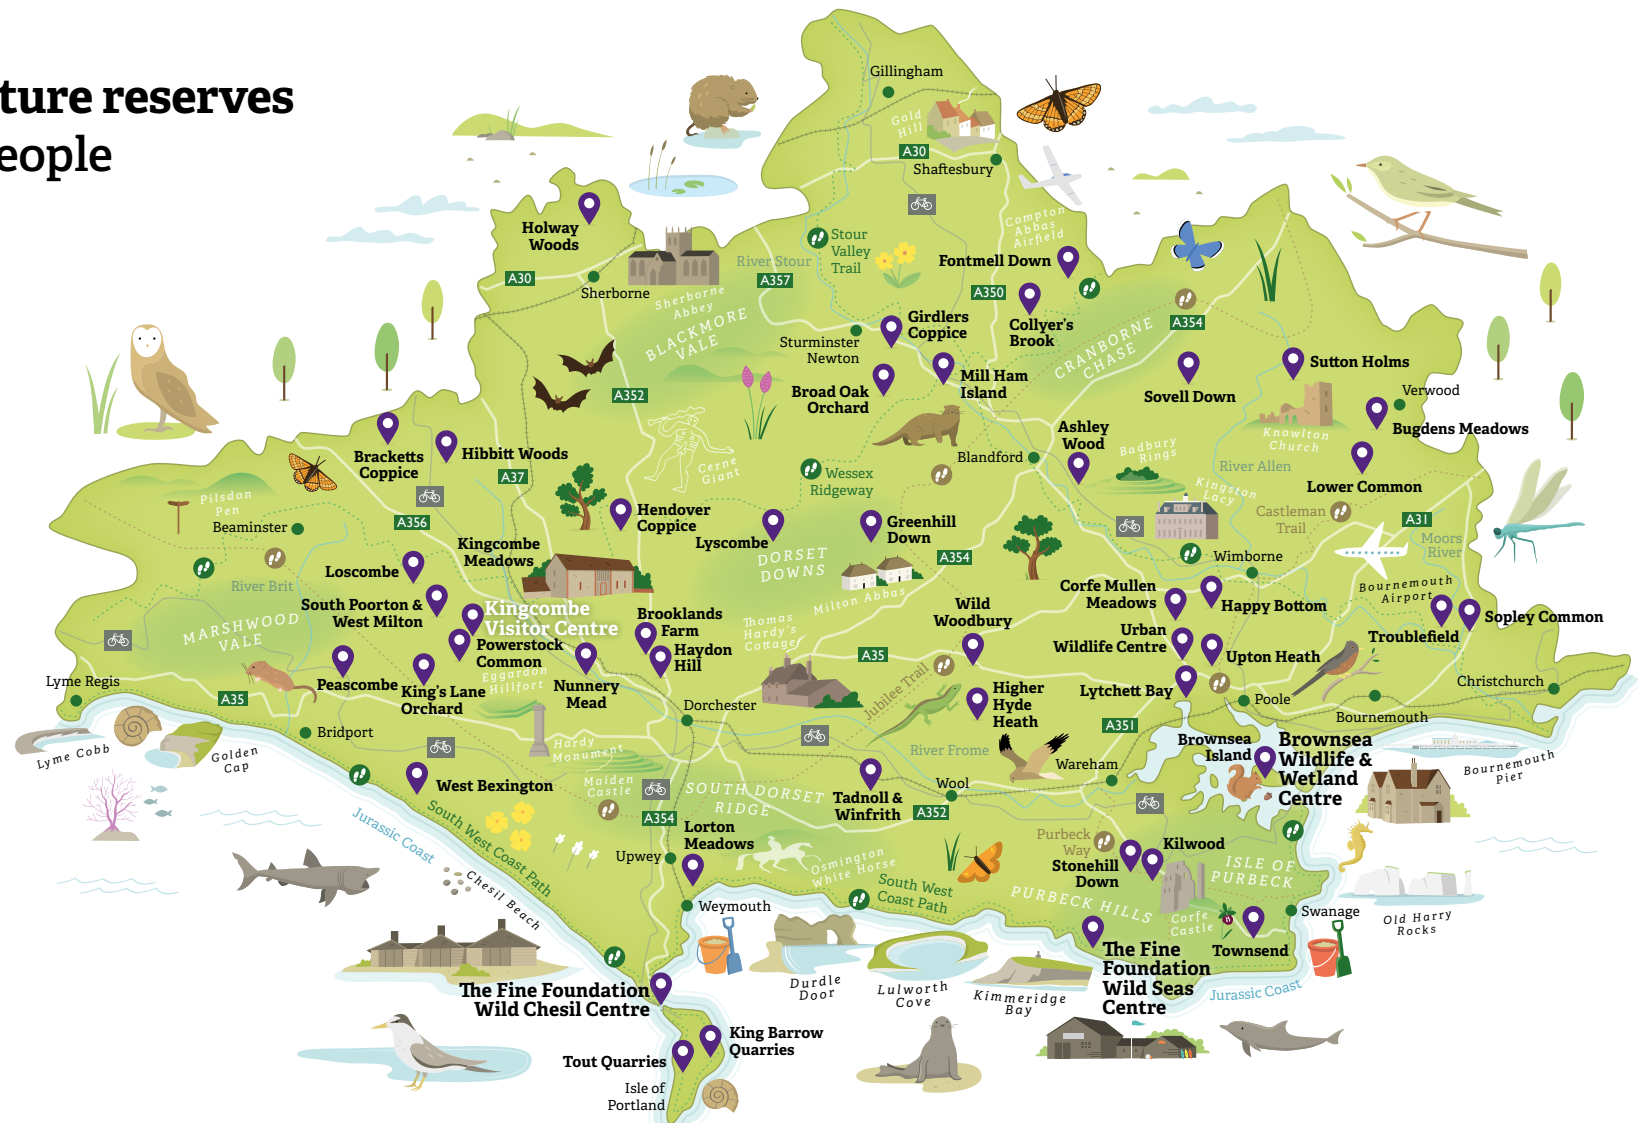 ture reserves
eople
Gillingham
Gold
Hill
A30
Shaftesbury
Compton
Abbas
Airfield
Holway
Woods
A30
Sherborne
Sherborne
Abbey
BLACKMORE
VALE
River Stour
A357
Stour
Valley
Trail
Fontmell Down
A350
Collyer's
Brook
Girdlers
Coppice
Sturminster
Newton
Broad Oak
Orchard
Mill Ham
Island
CRANBORNE
CHASE
A354
Sovell Down
Sutton Holms
Verwood
Bugdens Meadows
Knowlton
Church
Lower Common
River Allen
A352
Cerne
Giant
Wessex
Ridgeway
Blandford
Ashley
Wood
Badbury
Rings
Kingston
Lacy
Castleman
Trail
A31
Moors
River
Bracketts
Coppice
Hibbitt Woods
A37
Pilsdon
Pen
Beaminster
A356
Hendover
Coppice
Lyscombe
Greenhill
Down
DORSET
DOWNS
A354
Milton Abbas
Wimborne
Bournemouth
Airport
Kingcombe
Meadows
Loscombe
River Brit
South Poorton &
West Milton
Kingcombe
Visitor Centre
Powerstock
Common
MARSHWOOD
VALE
Peascombe
King's Lane
Orchard
Eggardon
Hillfort
Nunnery
Mead
Brooklands
Farm
Haydon
Hill
Thomas
Hardy's
Cottage
A35
Wild
Woodbury
Corfe Mullen
Meadows
Happy Bottom
Urban
Wildlife Centre
Upton Heath
Troublefield
Sopley Common
Lytchett Bay
Poole
Christchurch
Bournemouth
Lyme Regis
A35
Bridport
Lyme Cobb
Golden
Cap
Dorchester
Jubilee Trail
Higher
Hyde
Heath
A351
River Frome
Wareham
Brownsea
Island
Brownsea
Wildlife &
Wetland
Centre
Bournemouth
Pier
Hardy
Monument
Maiden
Castle
West Bexington
South West Coast Path
Jurassic Coast
Chesil Beach
SOUTH DORSET
RIDGE
A354
Tadnoll &
Winfrith
Wool
A352
Lorton
Meadows
Upwey
Osmington
White Horse
Weymouth
South West
Coast Path
Purbeck
Way
Stonehill
Down
Kilwood
ISLE OF
PURBECK
PURBECK HILLS
Corfe
Castle
Townsend
Swanage
Old Harry
Rocks
Durdle
Door
Lulworth
Cove
Kimmeridge
Bay
The Fine
Foundation
Wild Seas
Centre
Jurassic Coast
The Fine Foundation
Wild Chesil Centre
King Barrow
Quarries
Tout Quarries
Isle of
Portland